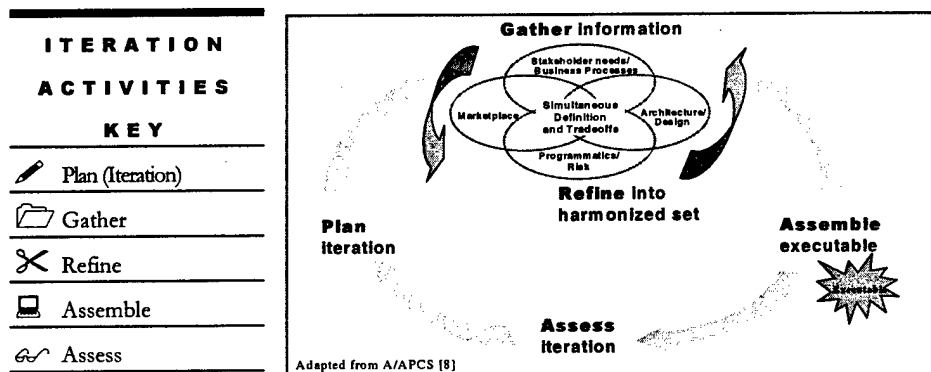 ITERATION
ACTIVITIES
KEY
Plan (Iteration)
Gather
Refine
Assemble
Assess
Gather information
Stakeholder needs/
Business Processes
Marketplace
Simultaneous
Definition
and Tradeoffs
Architecture/
Design
Programmatics/
Risk
Refine into
harmonized set
Plan
iteration
Assemble
executable
Executable
Assess
iteration
Adapted from A/APCS [8]